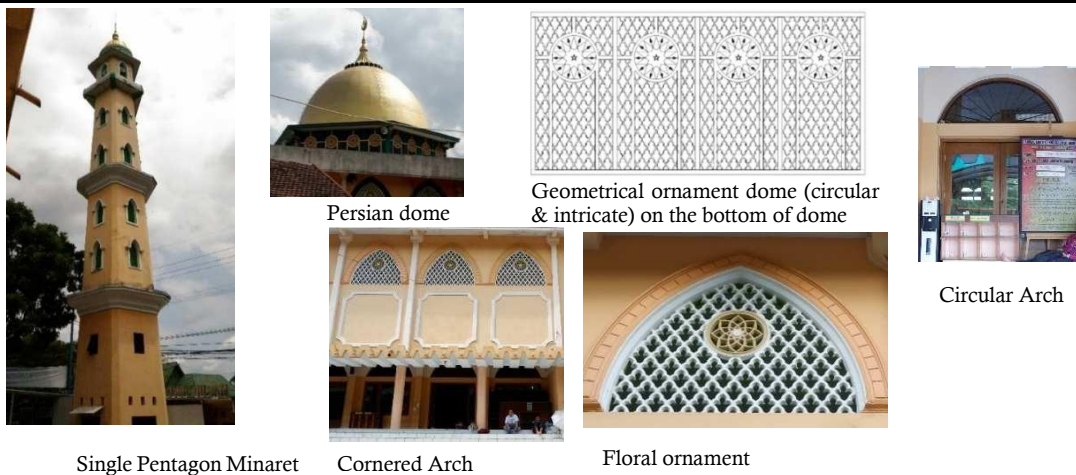 Persian dome
Geometrical ornament dome (circular
& intricate) on the bottom of dome
Circular Arch
Single Pentagon Minaret
Cornered Arch
Floral ornament